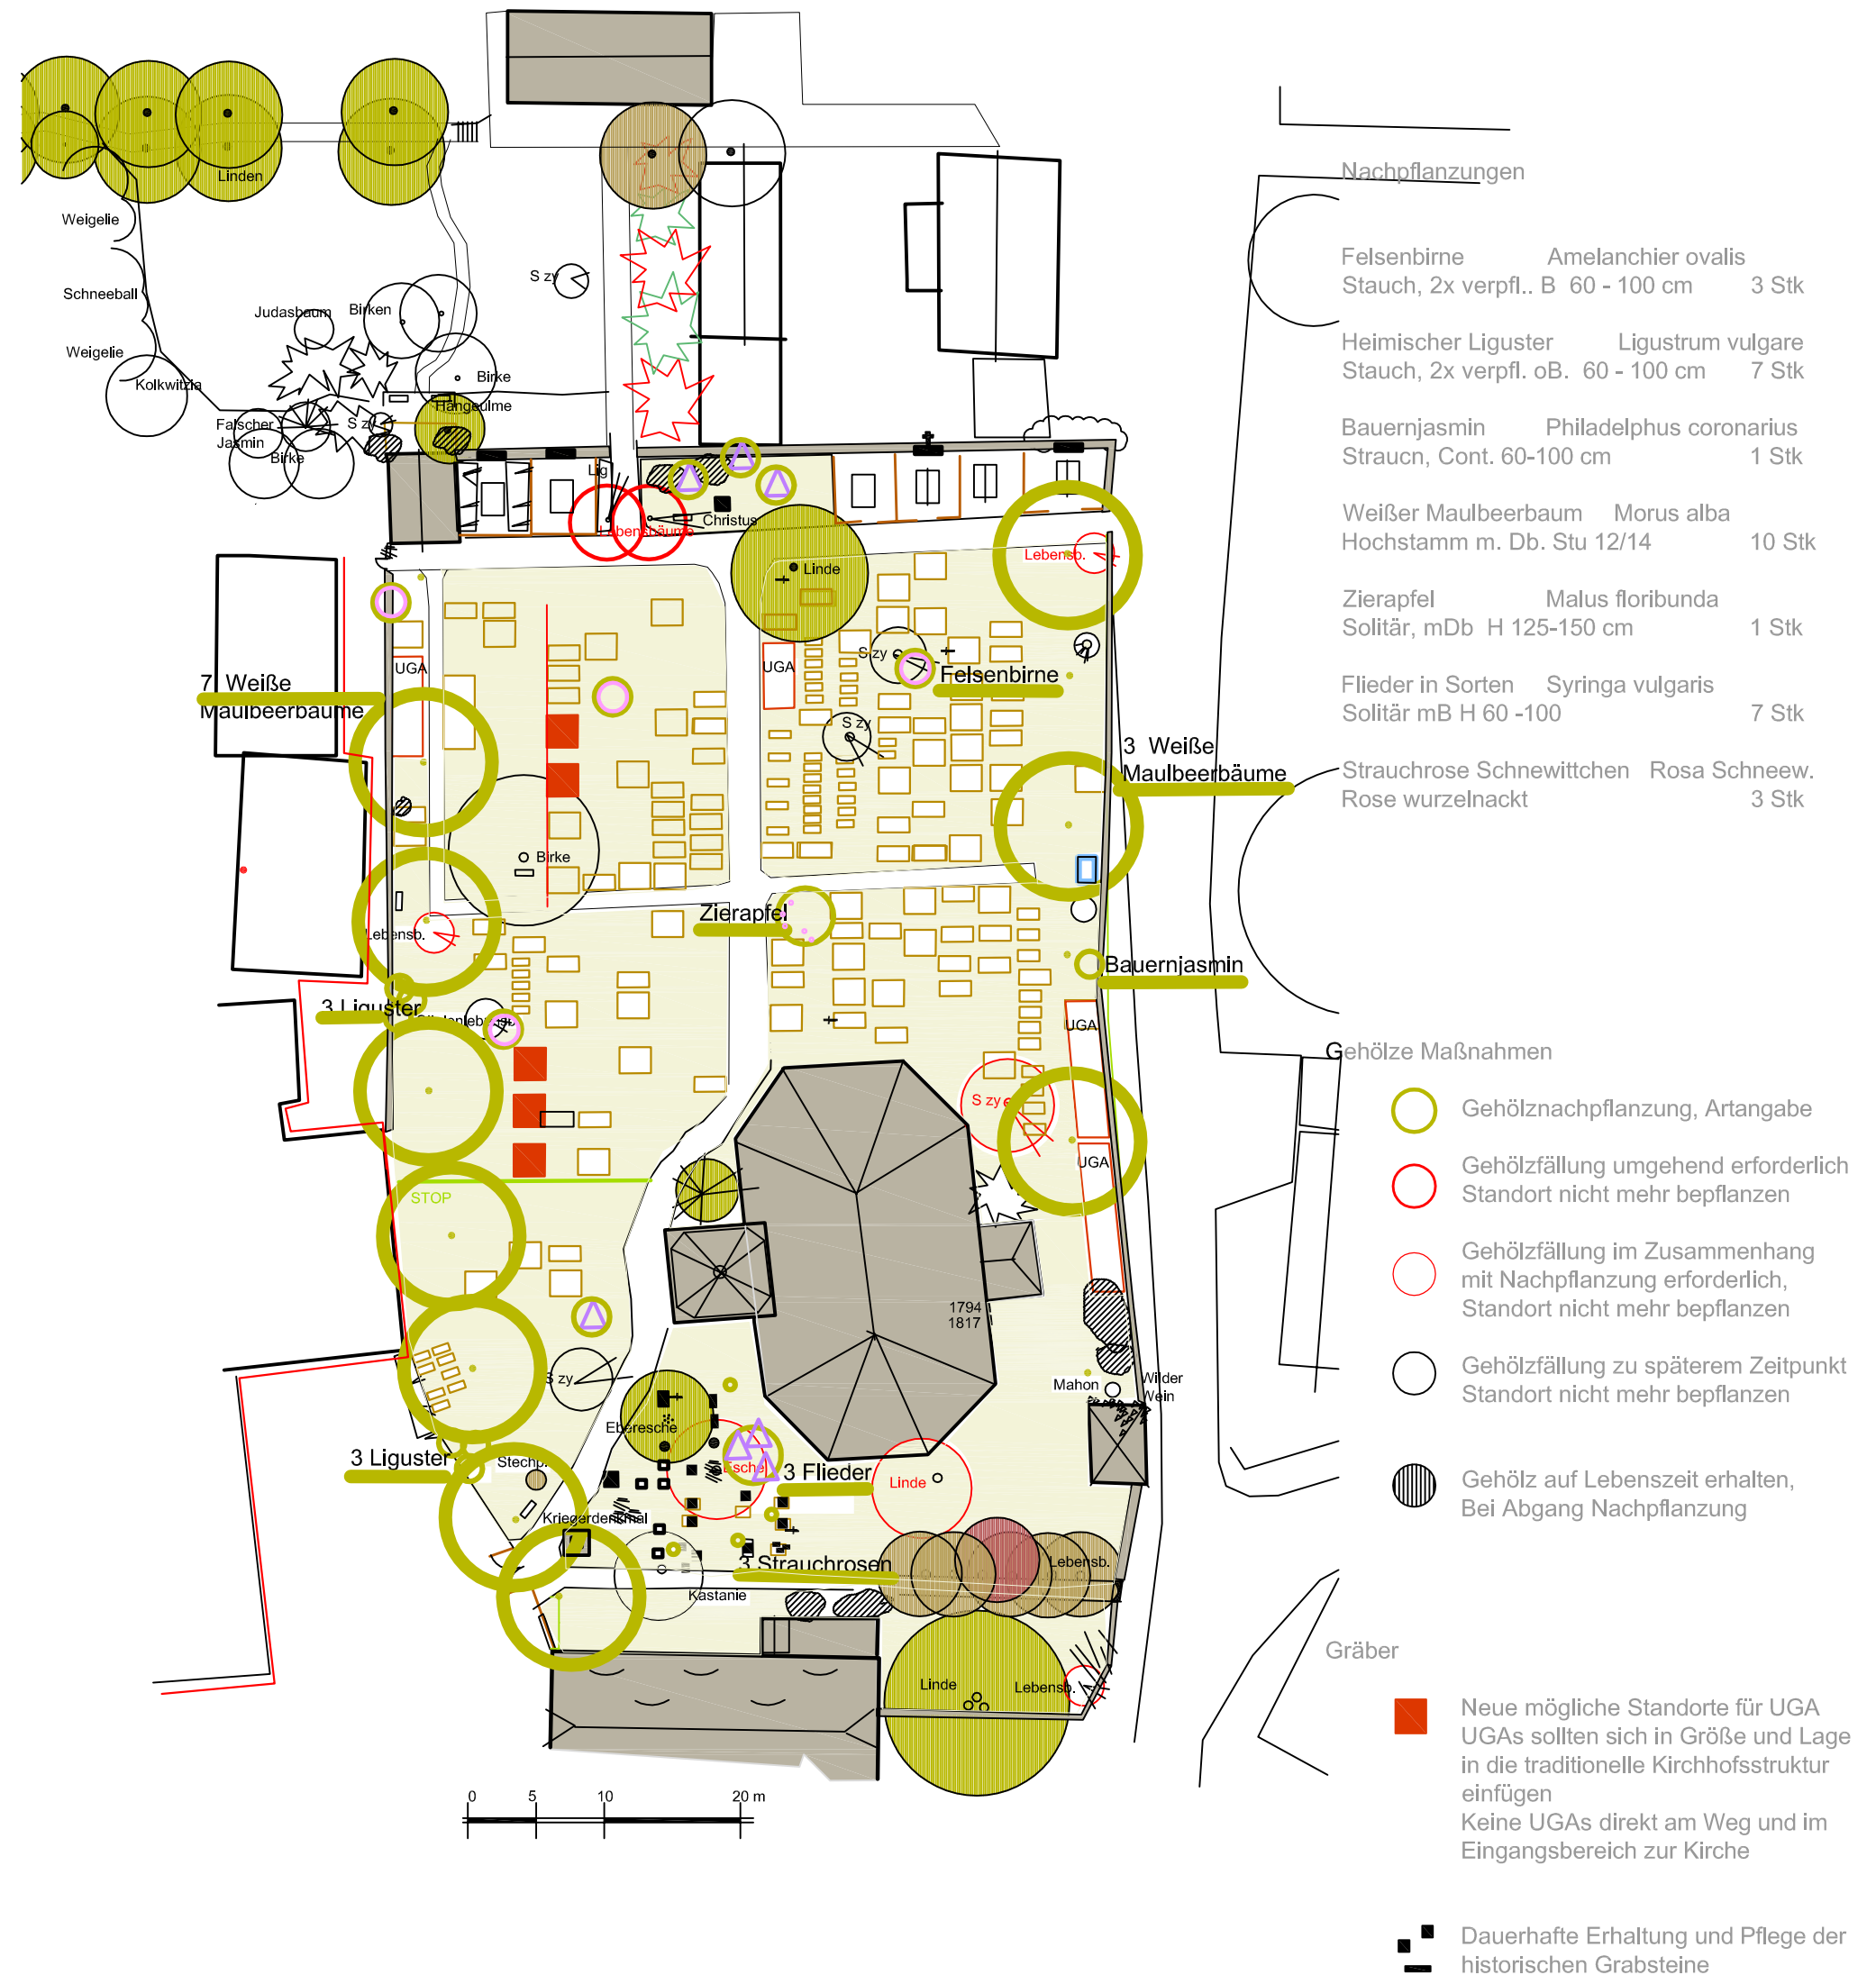 Linden
Weigelie
Schneeball
Weigelie
Kolkwitzia
Judasbaum
Birken
Birke
Hängeulme
Falscher
Jasmin
Birke
S zy
S zy
Lig
Lebensbäume
Christus
Linde
Lebensb.
UGA
UGA
7 Weiße
Maulbeerbäume
S zy
Felsenbirne
S zy
3 Weiße
Maulbeerbäume
Birke
Zierapfel
Lebensb.
Bauernjasmin
3 Liguster
UGA
S zy
UGA
STOP
1794
1817
S zy
Mahon
Wilder
Wein
Eberesche
Esche
3 Liguster
Stechp.
3 Flieder
Linde
Kriegerdenkmal
3 Strauchrosen
Lebensb.
Kastanie
Linde
Lebensb.
0 5 10 20 m
Nachpflanzungen
Felsenbirne Amelanchier ovalis
Stauch, 2x verpfl.. B 60 - 100 cm 3 Stk
Heimischer Liguster Ligustrum vulgare
Stauch, 2x verpfl. oB. 60 - 100 cm 7 Stk
Bauernjasmin Philadelphus coronarius
Straucn, Cont. 60-100 cm 1 Stk
Weißer Maulbeerbaum Morus alba
Hochstamm m. Db. Stu 12/14 10 Stk
Zierapfel Malus floribunda
Solitär, mDb H 125-150 cm 1 Stk
Flieder in Sorten Syringa vulgaris
Solitär mB H 60 -100 7 Stk
Strauchrose Schnewittchen Rosa Schneew.
Rose wurzelnackt 3 Stk
Gehölze Maßnahmen
Gehölznachpflanzung, Artangabe
Gehölzfällung umgehend erforderlich
Standort nicht mehr bepflanzen
Gehölzfällung im Zusammenhang
mit Nachpflanzung erforderlich,
Standort nicht mehr bepflanzen
Gehölzfällung zu späterem Zeitpunkt
Standort nicht mehr bepflanzen
Gehölz auf Lebenszeit erhalten,
Bei Abgang Nachpflanzung
Gräber
Neue mögliche Standorte für UGA
UGAs sollten sich in Größe und Lage
in die traditionelle Kirchhofsstruktur
einfügen
Keine UGAs direkt am Weg und im
Eingangsbereich zur Kirche
Dauerhafte Erhaltung und Pflege der
historischen Grabsteine